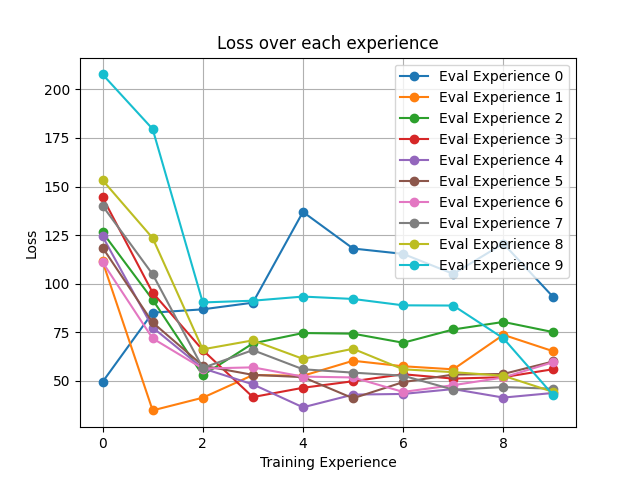 Loss over each experience
Loss
200
175
150
125
100
75
50
0
2
4
6
8
Training Experience
Eval Experience 0
Eval Experience 1
Eval Experience 2
Eval Experience 3
Eval Experience 4
Eval Experience 5
Eval Experience 6
Eval Experience 7
Eval Experience 8
Eval Experience 9